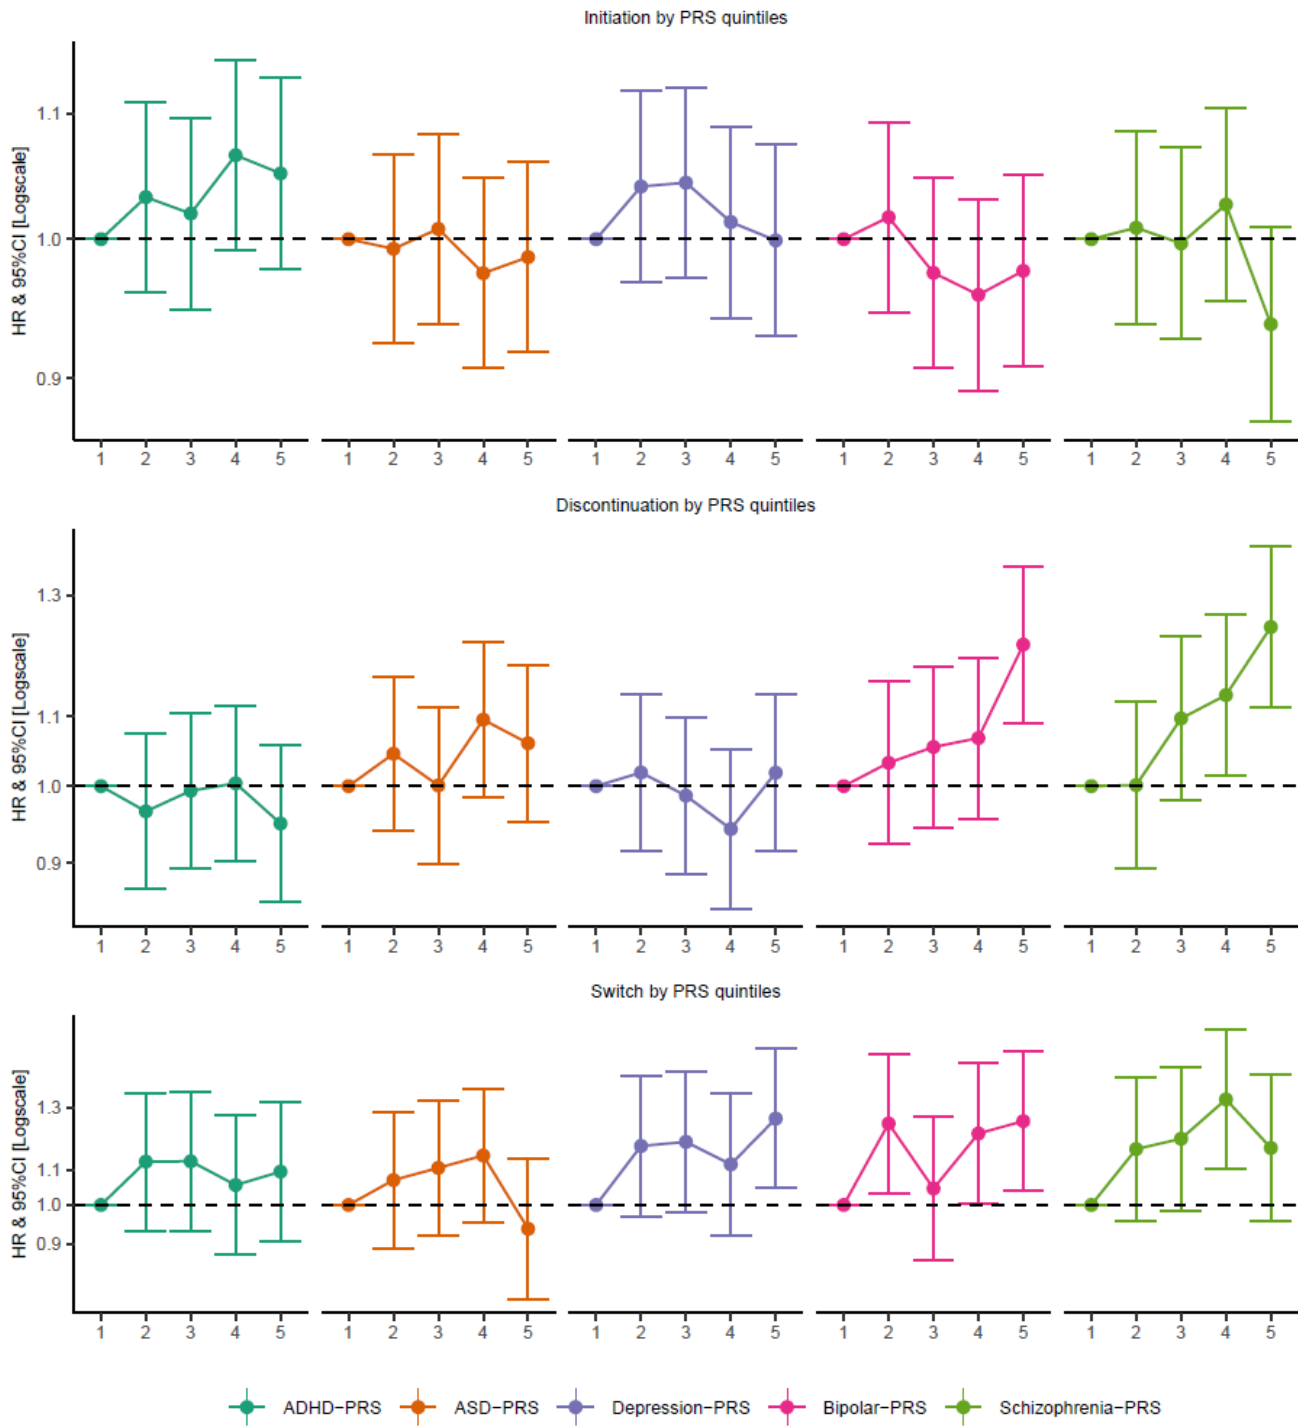 Initiation by PRS quintiles
HR & 95%CI [Logscale]
1.1
1.0
0.9
1 2 3 4 5 1 2 3 4 5 1 2 3 4 5 1 2 3 4 5 1 2 3 4 5
Discontinuation by PRS quintiles
HR & 95%CI [Logscale]
1.3
1.1
1.0
0.9
1 2 3 4 5 1 2 3 4 5 1 2 3 4 5 1 2 3 4 5 1 2 3 4 5
Switch by PRS quintiles
HR & 95%CI [Logscale]
1.3
1.1
1.0
0.9
1 2 3 4 5 1 2 3 4 5 1 2 3 4 5 1 2 3 4 5 1 2 3 4 5
ADHD−PRS ASD−PRS Depression−PRS Bipolar−PRS Schizophrenia−PRS